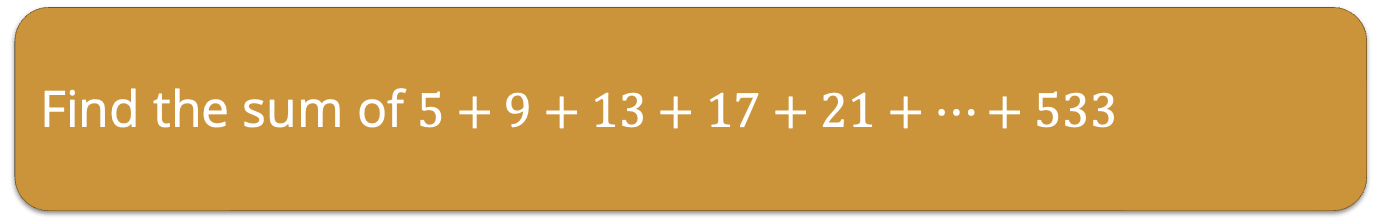 Find the sum of 5 + 9 + 13 + 17 + 21 + ⋯ + 533